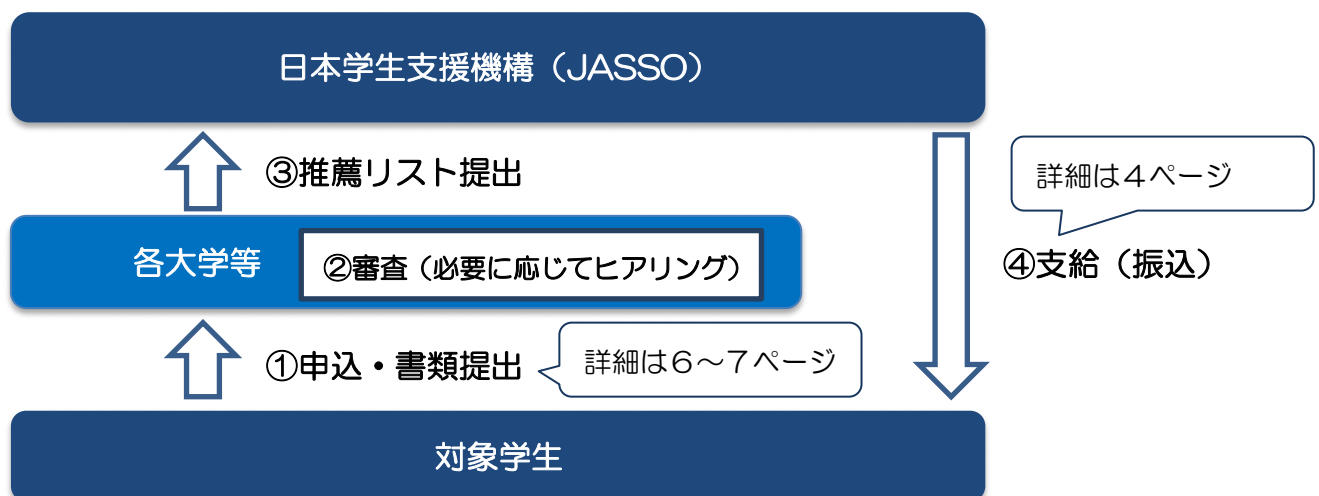 日本学生支援機構（JASSO）
③推薦リスト提出
詳細は４ページ
各大学等
②審査（必要に応じてヒアリング）
④支給（振込）
①申込・書類提出
詳細は６～７ページ
対象学生